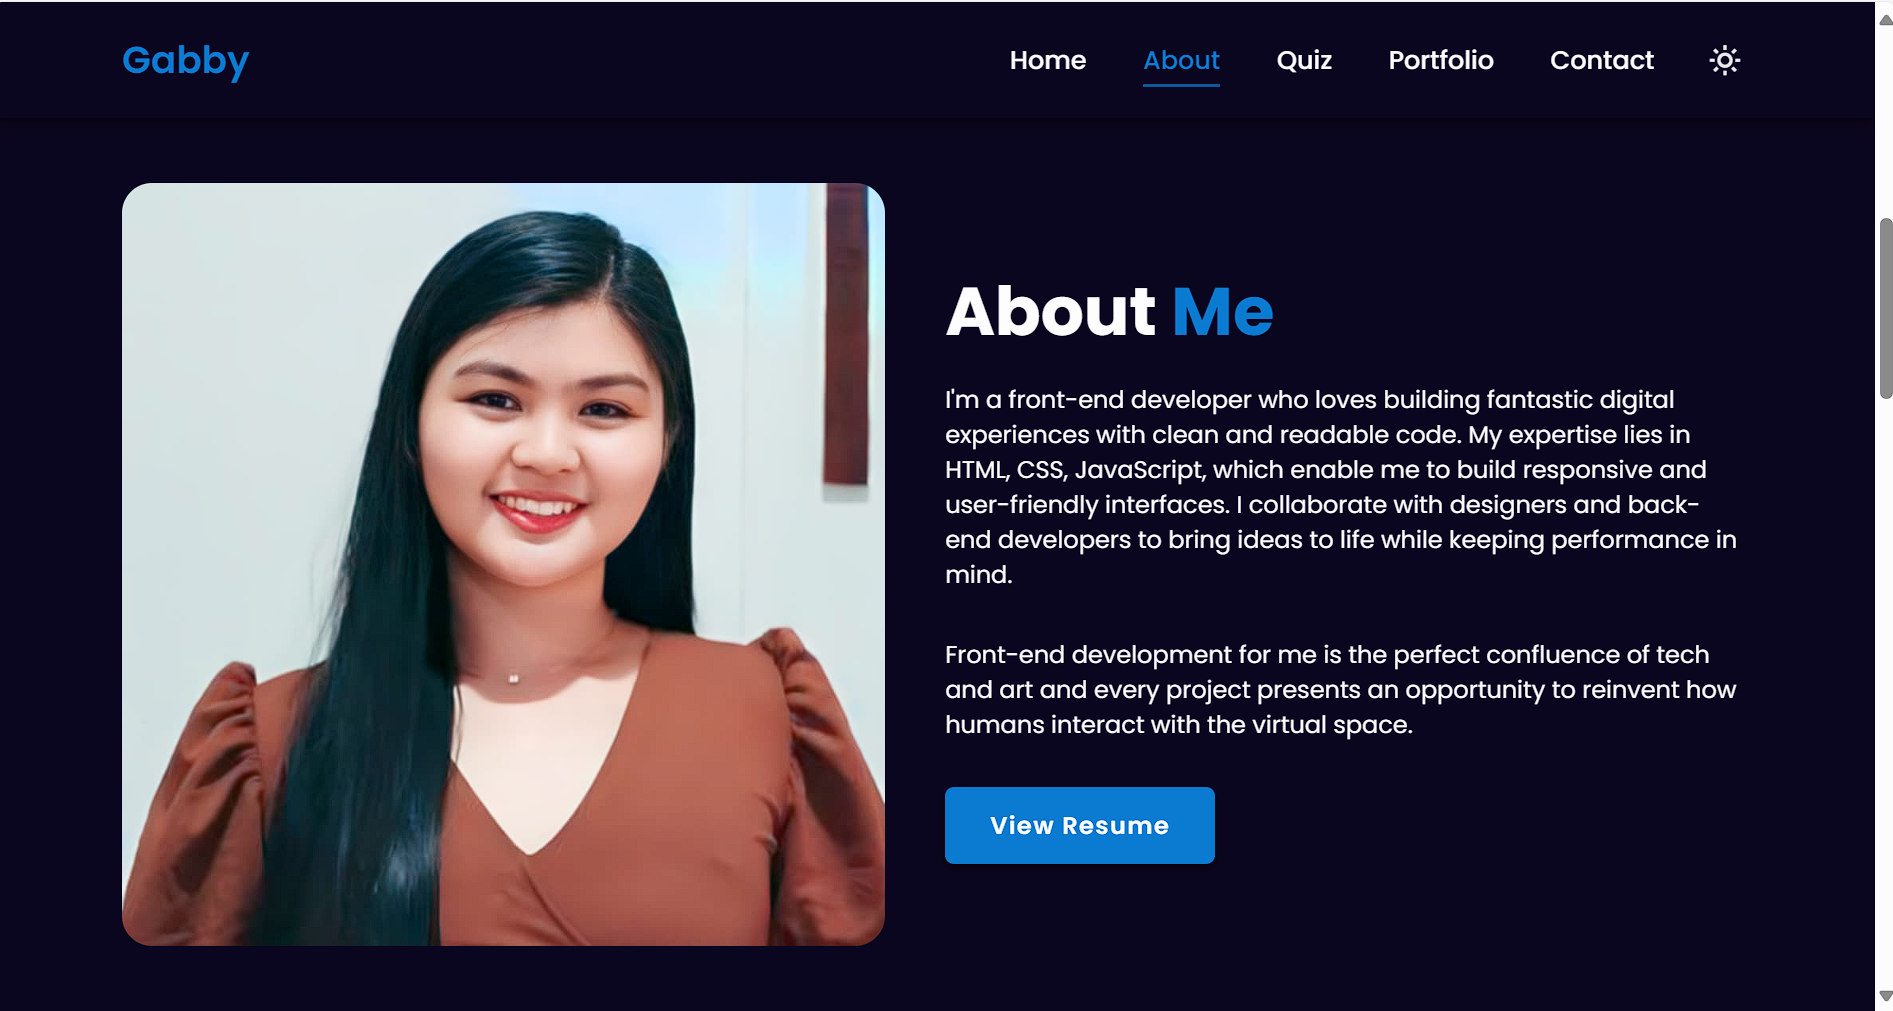 Gabby
Home About Quiz Portfolio Contact
About Me
I'm a front-end developer who loves building fantastic digital
experiences with clean and readable code. My expertise lies in
HTML, CSS, JavaScript, which enable me to build responsive and
user-friendly interfaces. I collaborate with designers and back-
end developers to bring ideas to life while keeping performance in
mind.
Front-end development for me is the perfect confluence of tech
and art and every project presents an opportunity to reinvent how
humans interact with the virtual space.
View Resume